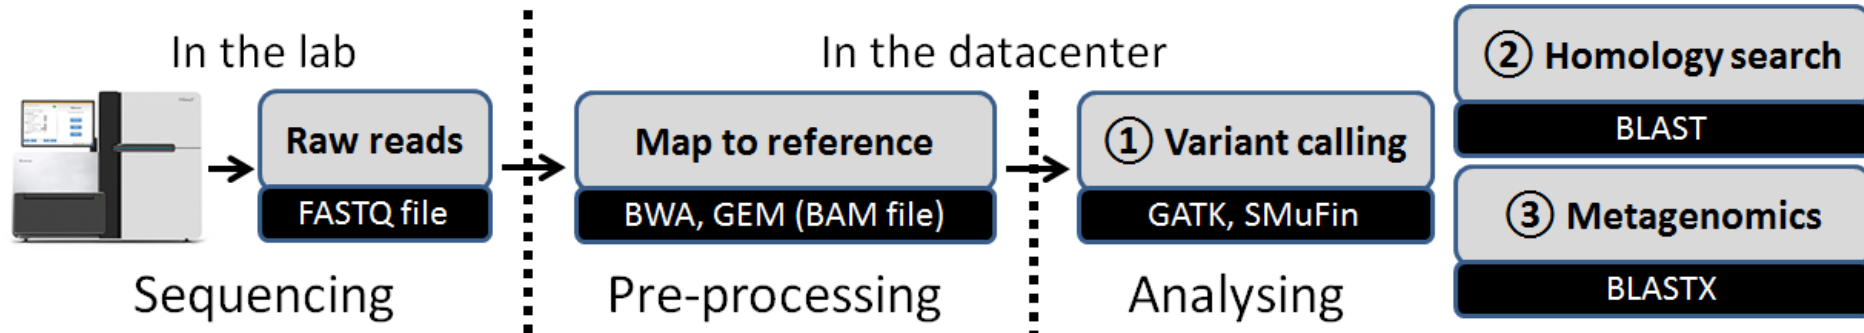 In the lab
In the datacenter
Raw reads
FASTQ file
Map to reference
BWA, GEM (BAM file)
① Variant calling
GATK, SMuFin
② Homology search
BLAST
③ Metagenomics
BLASTX
Sequencing
Pre-processing
Analysing